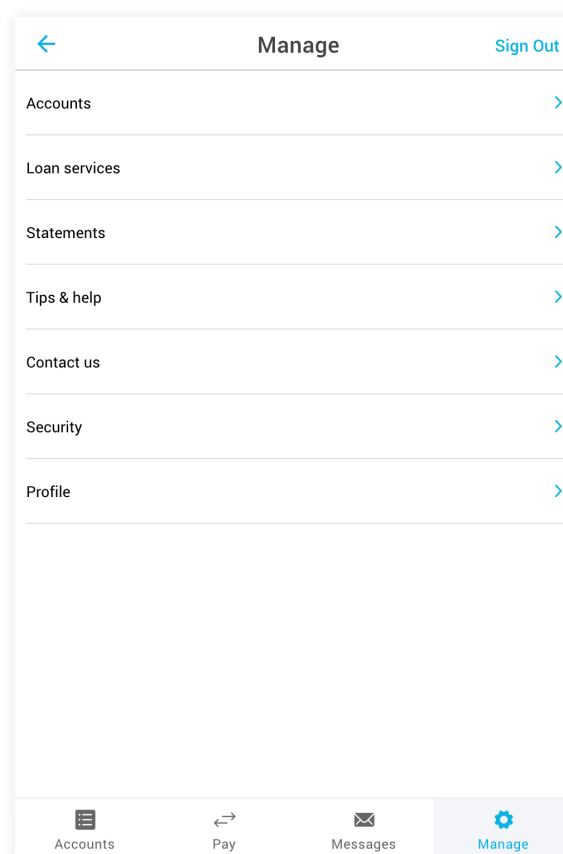 Manage
Sign Out
Accounts
Loan services
Statements
Tips & help
Contact us
Security
Profile
Accounts
Pay
Messages
Manage